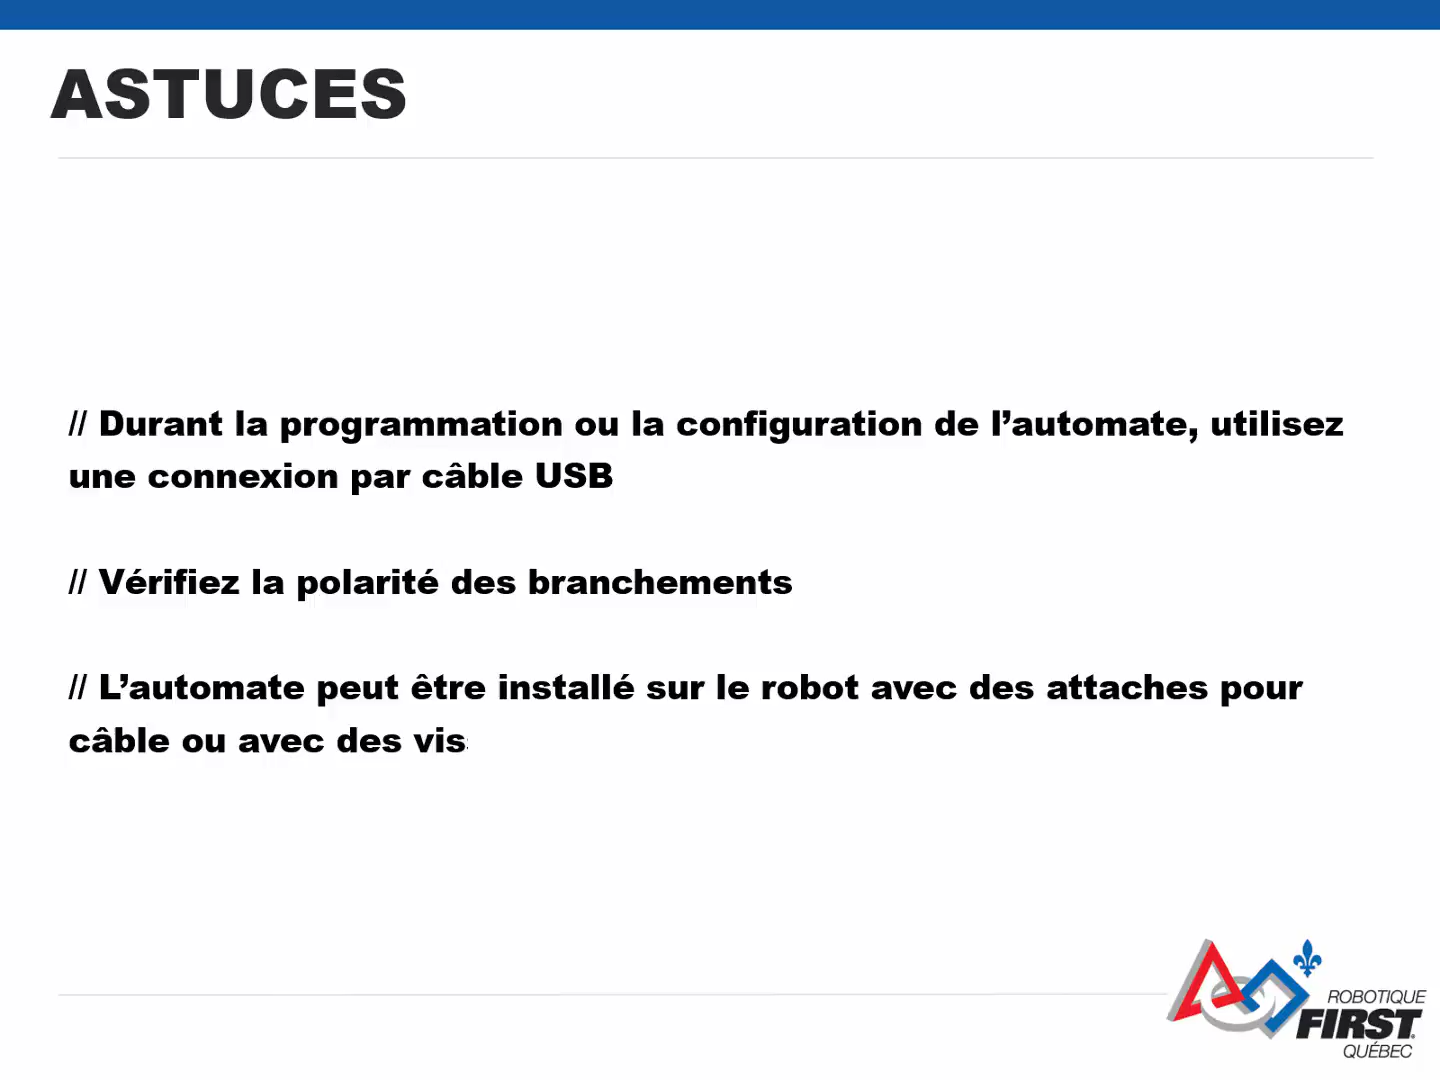 ASTUCES
// Durant la programmation ou la configuration de l’automate, utilisez
une connexion par câble USB
// Vérifiez la polarité des branchements
// L’automate peut être installé sur le robot avec des attaches pour
câble ou avec des vis
ROBOTIQUE
FIRST
QUÉBEC